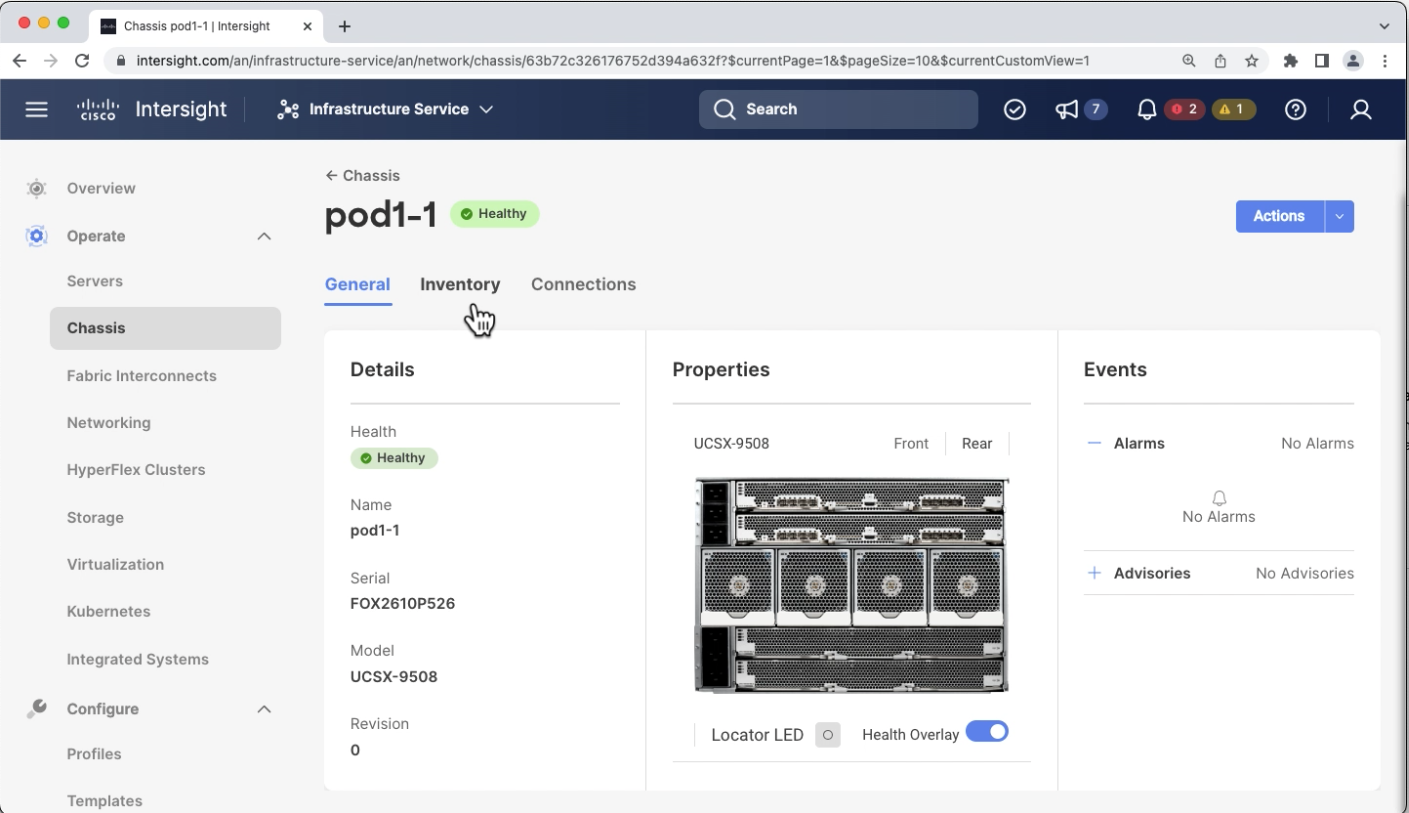 Chassis pod1-1 | Intersight
intersight.com/an/infrastructure-service/an/network/chassis/63b72c326176752d394a632f?$currentPage=1&$pageSize=10&$currentCustomView=1
CISCO Intersight Infrastructure Service Search 7 2 1
Overview
Operate
Servers
Chassis
Fabric Interconnects
Networking
HyperFlex Clusters
Storage
Virtualization
Kubernetes
Integrated Systems
Configure
Profiles
Templates
← Chassis
pod1-1 Healthy
Actions
General Inventory Connections
Details
Health
Healthy
Name
pod1-1
Serial
FOX2610P526
Model
UCSX-9508
Revision
0
Properties
UCSX-9508 Front Rear
Locator LED Health Overlay
Events
Alarms No Alarms
No Alarms
Advisories No Advisories